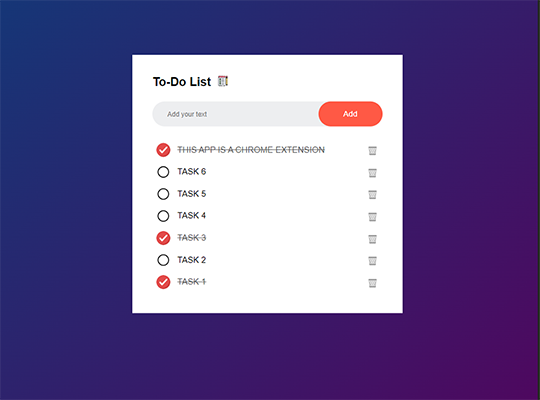 To-Do List
Add your text
Add
THIS APP IS A CHROME EXTENSION
TASK 6
TASK 5
TASK 4
TASK 3
TASK 2
TASK 1